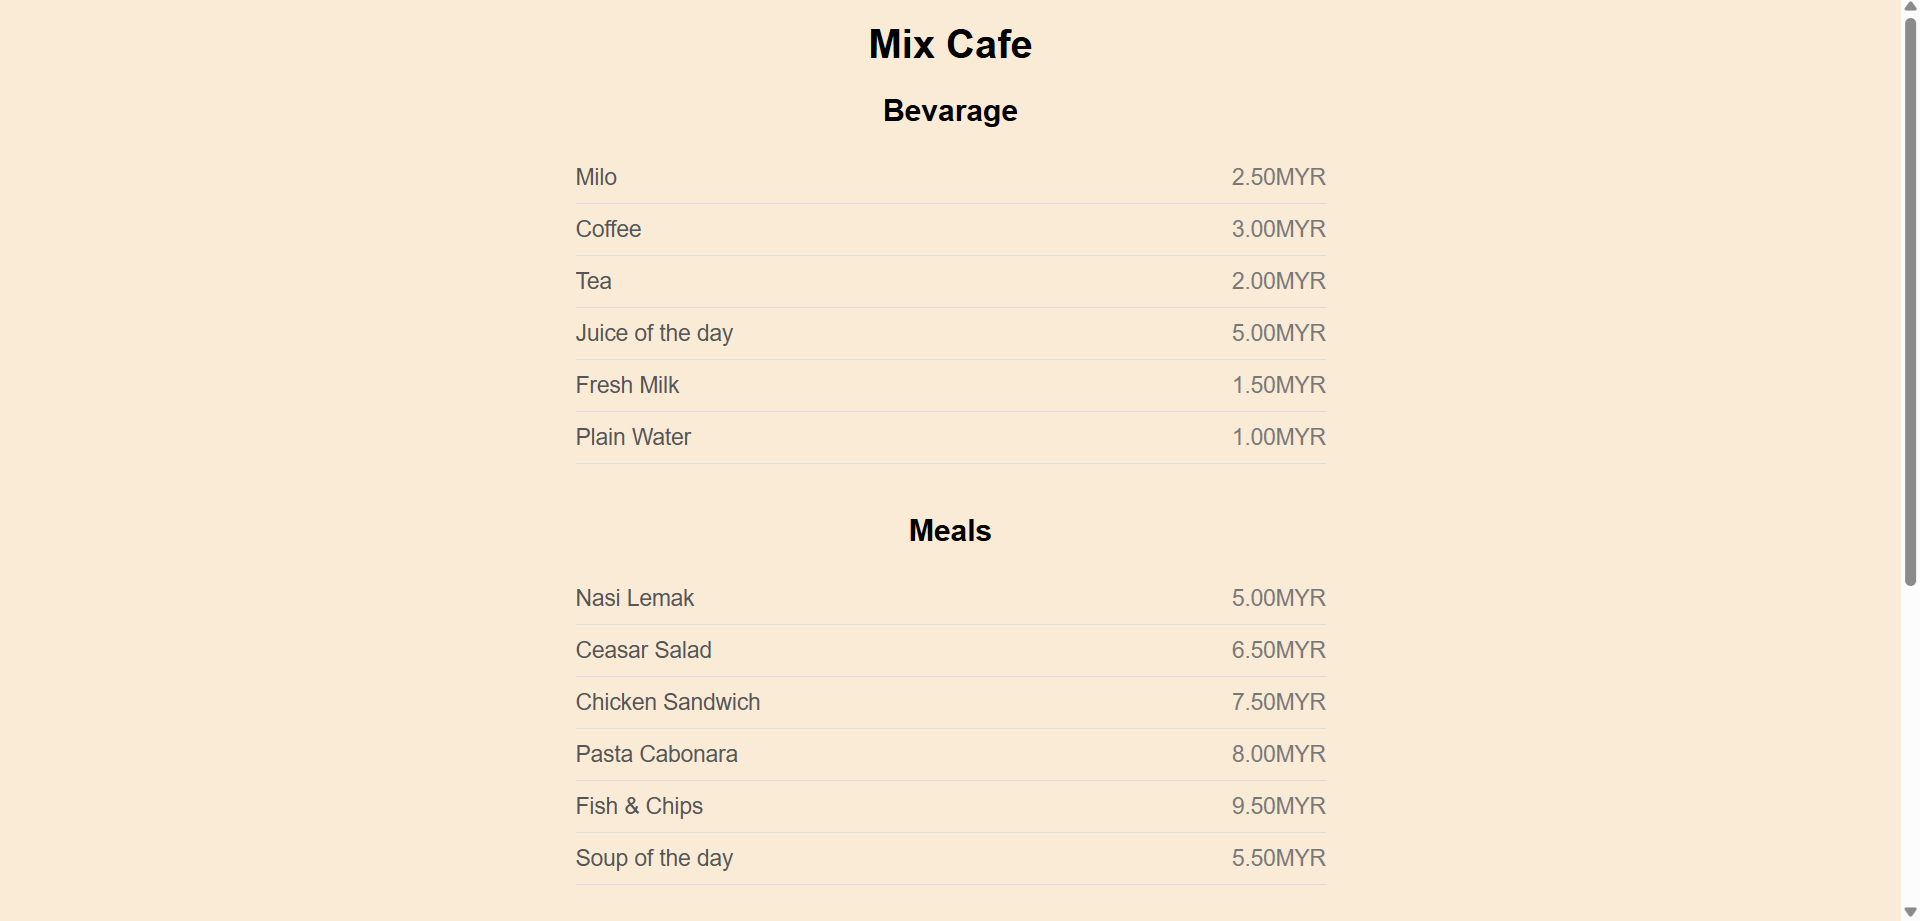 Mix Cafe
Bevarage
Milo 2.50MYR
Coffee 3.00MYR
Tea 2.00MYR
Juice of the day 5.00MYR
Fresh Milk 1.50MYR
Plain Water 1.00MYR
Meals
Nasi Lemak 5.00MYR
Ceasar Salad 6.50MYR
Chicken Sandwich 7.50MYR
Pasta Cabonara 8.00MYR
Fish & Chips 9.50MYR
Soup of the day 5.50MYR